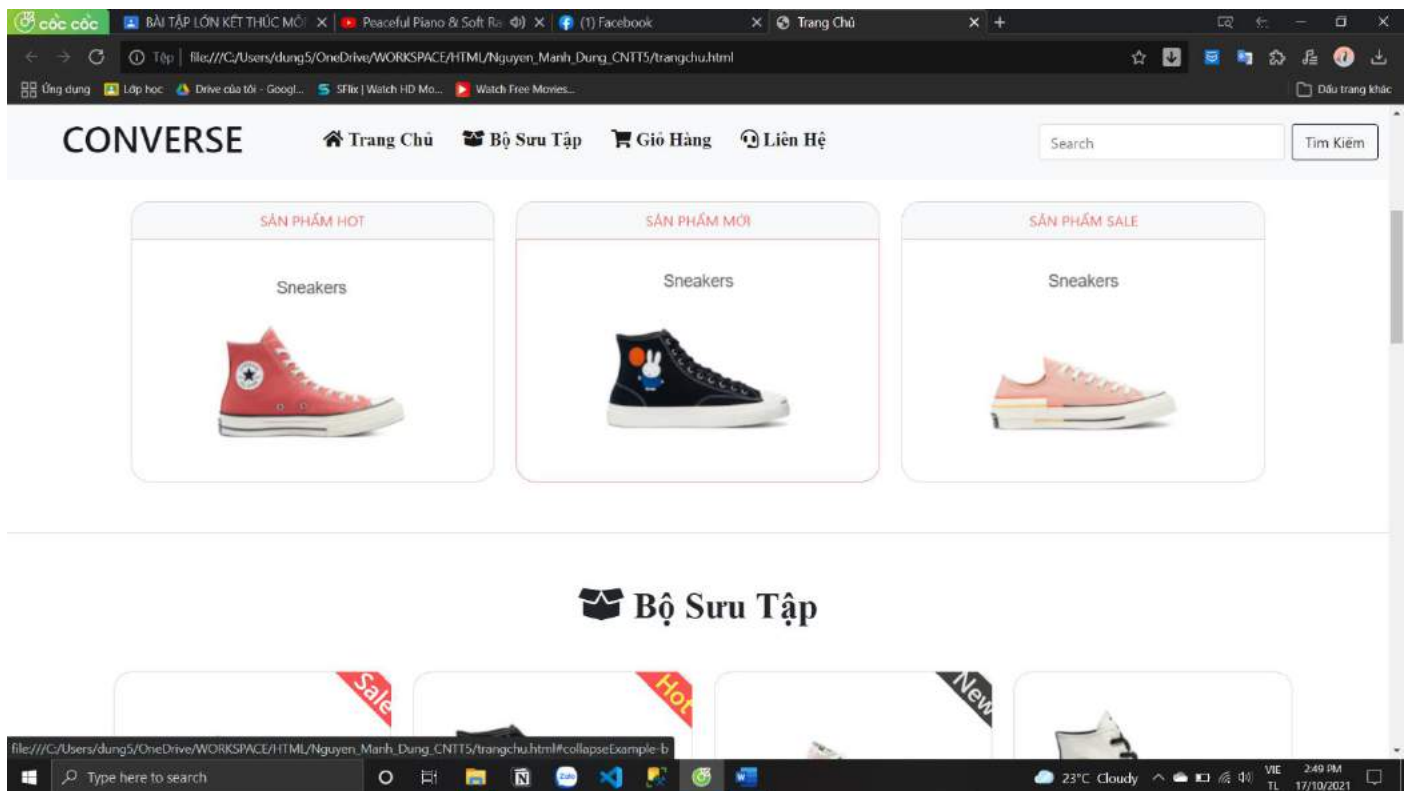 cốc cốc BÀI TẬP LỚN KẾT THÚC MÔ Peaceful Piano & Soft Ra (1) Facebook Trang Chủ
Tệp file:///C:/Users/dung5/OneDrive/WORKSPACE/HTML/Nguyen_Manh_Dung_CNTT5/trangchu.html
Ứng dụng Lớp học Drive của tôi - Googl... SFlix | Watch HD Mo... Watch Free Movies... Dấu trang khác
CONVERSE Trang Chủ Bộ Sưu Tập Giỏ Hàng Liên Hệ Search Tìm Kiếm
SẢN PHẨM HOT SẢN PHẨM MỚI SẢN PHẨM SALE
Sneakers Sneakers Sneakers
Bộ Sưu Tập
Sale Hot New
file:///C:/Users/dung5/OneDrive/WORKSPACE/HTML/Nguyen_Manh_Dung_CNTT5/trangchu.html#collapseExample-b
Type here to search Zalo 23°C Cloudy VIE 2:49 PM
TL 17/10/2021